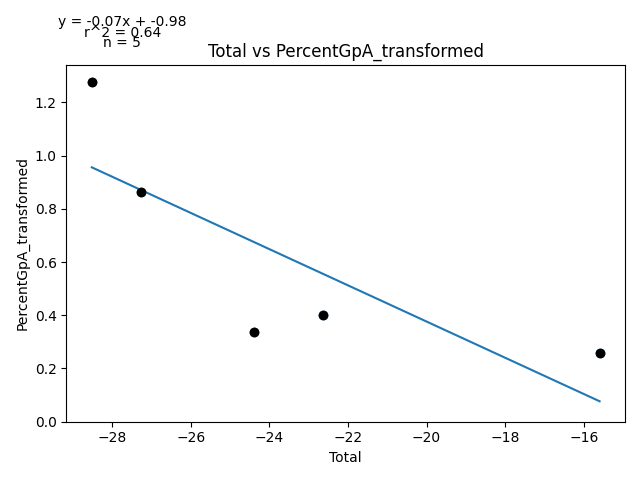 y = -0.07x + -0.98
r^2 = 0.64
n = 5
Total vs PercentGpA_transformed
1.2
1.0
0.8
0.6
0.4
0.2
0.0
PercentGpA_transformed
−28 −26 −24 −22 −20 −18 −16
Total